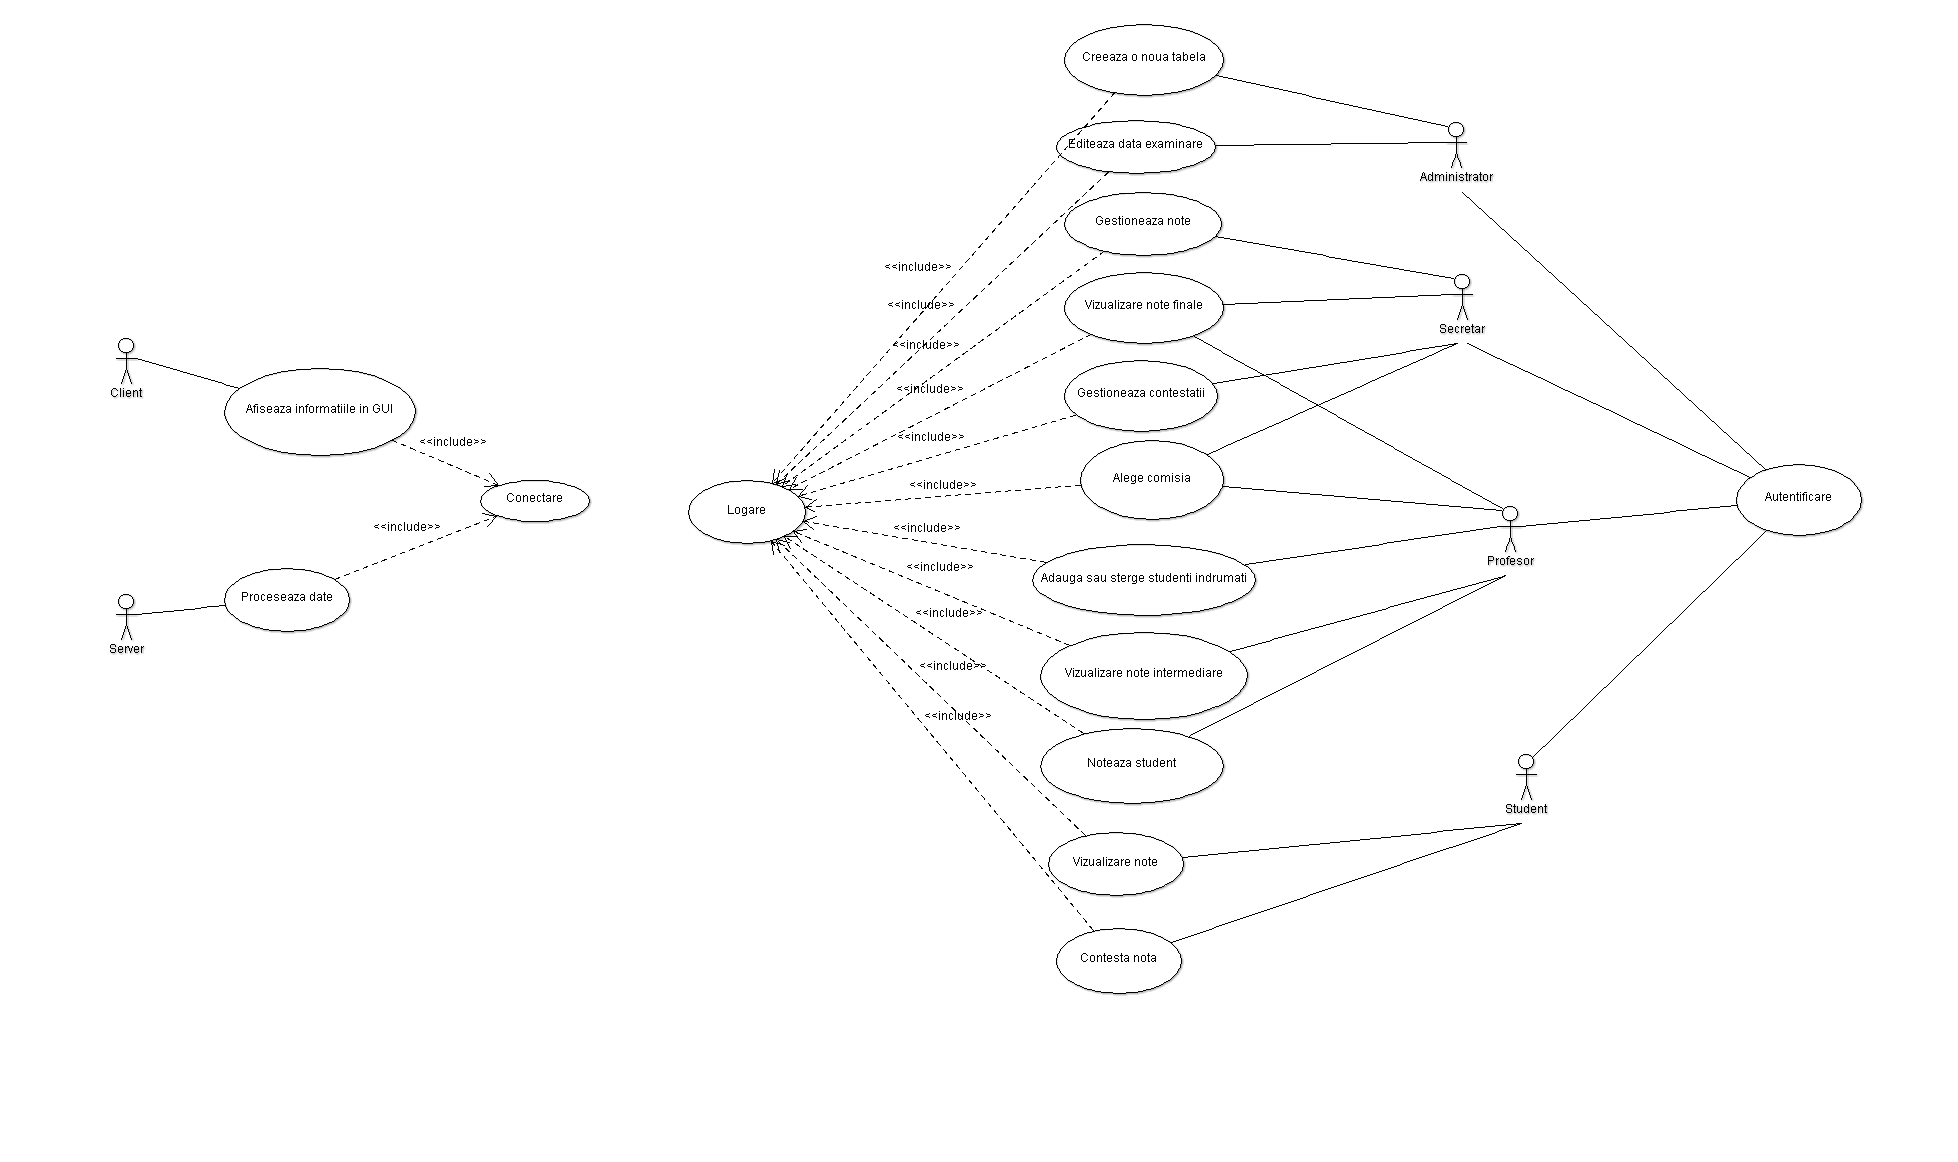 Creeaza o noua tabela
Editeaza data examinare
Administrator
Gestioneaza note
<<include>>
Vizualizare note finale
<<include>>
Secretar
<<include>>
Client
<<include>>
Gestioneaza contestatii
Afiseaza informatiile in GUI
<<include>>
<<include>>
Alege comisia
<<include>>
Conectare
Logare
Autentificare
<<include>>
<<include>>
Profesor
<<include>>
Adauga sau sterge studenti indrumati
Proceseaza date
<<include>>
Server
<<include>>
Vizualizare note intermediare
<<include>>
Noteaza student
Student
Vizualizare note
Contesta nota